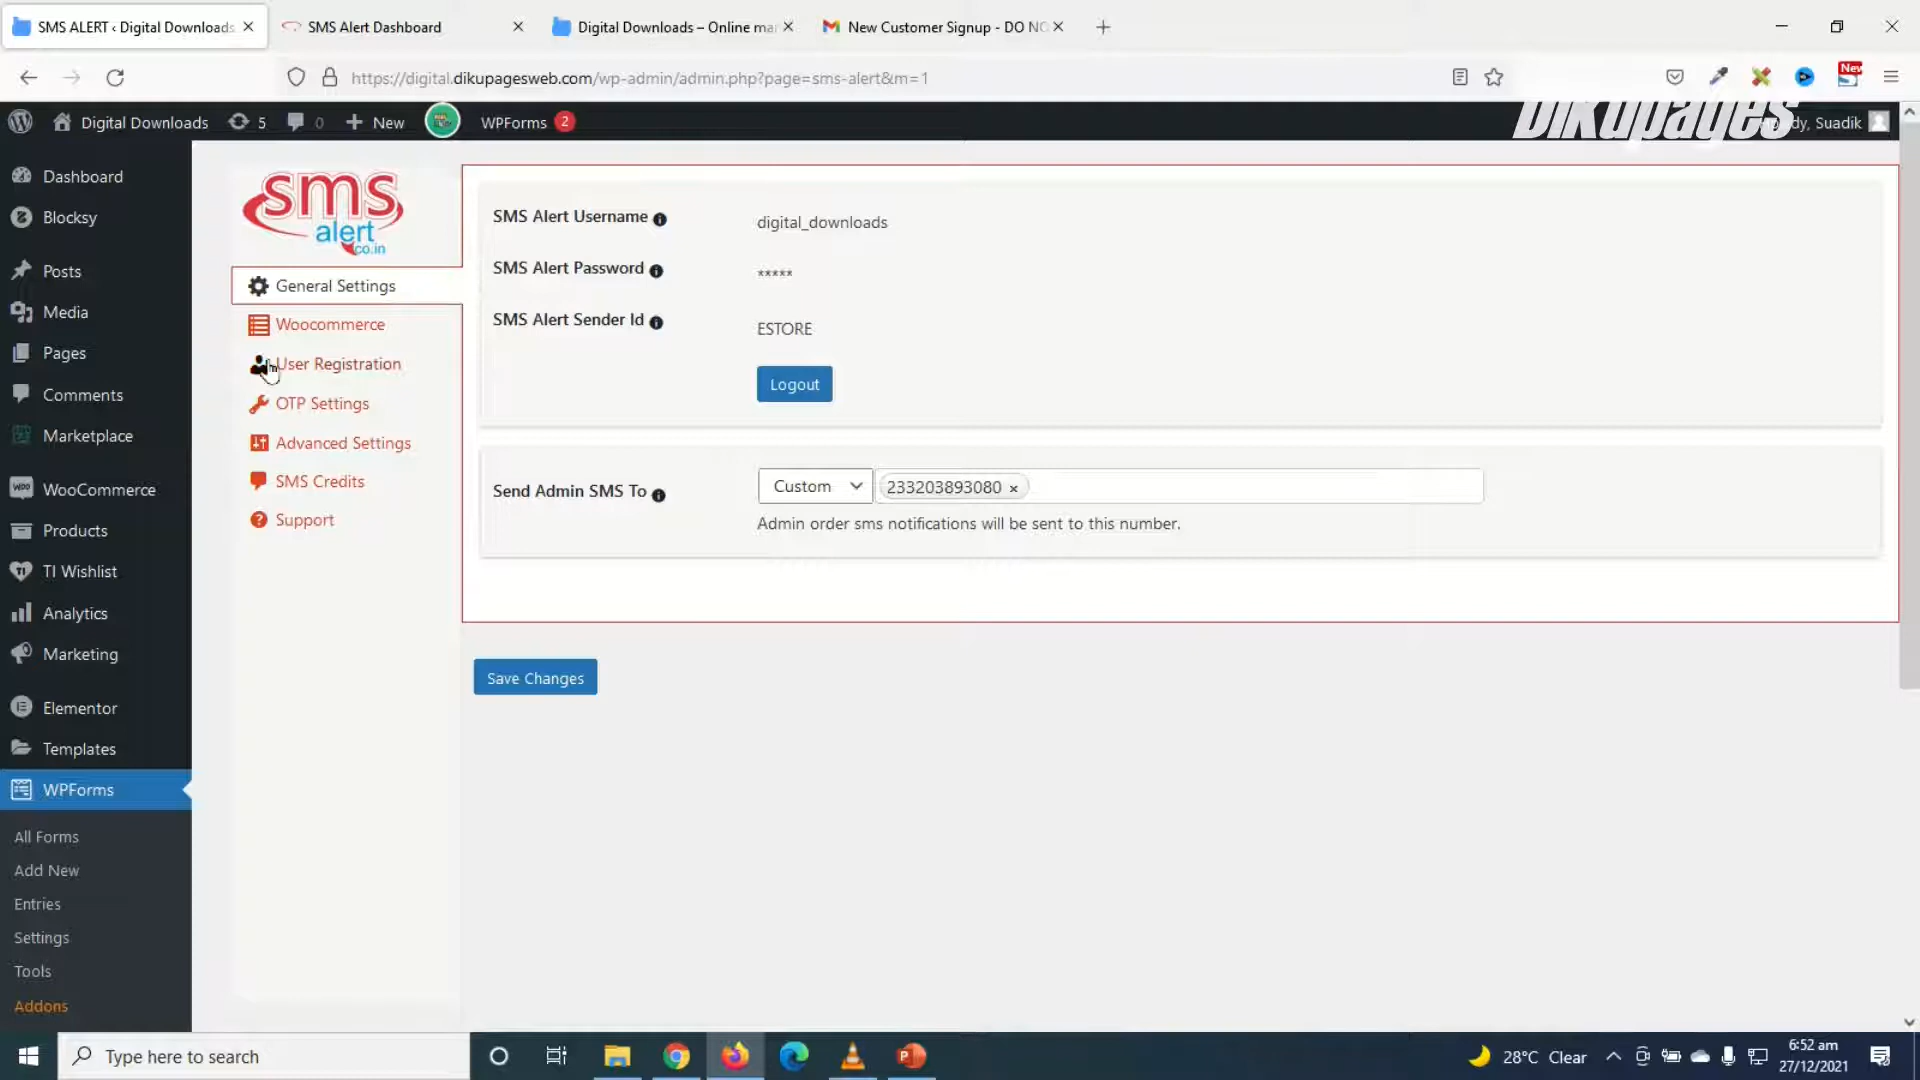 SMS ALERT ‹ Digital Downloads
SMS Alert Dashboard
Digital Downloads – Online ma
New Customer Signup - DO NO
https://digital.dikupagesweb.com/wp-admin/admin.php?page=sms-alert&m=1
New
Digital Downloads
5
0
New
WPForms 2
Dikupages
dy, Suadik
Dashboard
Blocksy
Posts
Media
Pages
Comments
Marketplace
WooCommerce
Products
TI Wishlist
Analytics
Marketing
Elementor
Templates
WPForms
All Forms
Add New
Entries
Settings
Tools
Addons
sms
alert
co.in
General Settings
Woocommerce
User Registration
OTP Settings
Advanced Settings
SMS Credits
Support
SMS Alert Username
digital_downloads
SMS Alert Password
*****
SMS Alert Sender Id
ESTORE
Logout
Send Admin SMS To
Custom
233203893080 ×
Admin order sms notifications will be sent to this number.
Save Changes
Type here to search
28°C Clear
6:52 am
27/12/2021